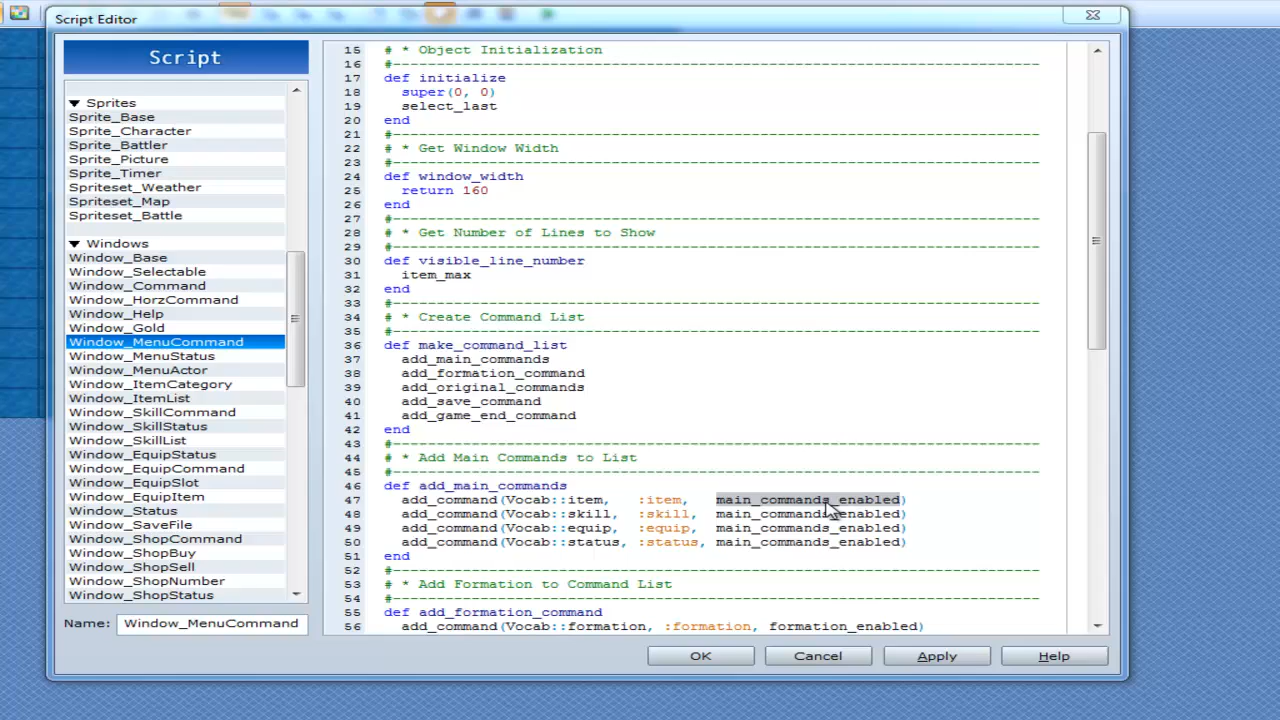 Script Editor
Script
▼ Sprites
Sprite_Base
Sprite_Character
Sprite_Battler
Sprite_Picture
Sprite_Timer
Spriteset_Weather
Spriteset_Map
Spriteset_Battle
▼ Windows
Window_Base
Window_Selectable
Window_Command
Window_HorzCommand
Window_Help
Window_Gold
Window_MenuCommand
Window_MenuStatus
Window_MenuActor
Window_ItemCategory
Window_ItemList
Window_SkillCommand
Window_SkillStatus
Window_SkillList
Window_EquipStatus
Window_EquipCommand
Window_EquipSlot
Window_EquipItem
Window_Status
Window_SaveFile
Window_ShopCommand
Window_ShopBuy
Window_ShopSell
Window_ShopNumber
Window_ShopStatus
Name: Window_MenuCommand
15 # * Object Initialization
16 #--------------------------------------------------------------------------
17 def initialize
18 super(0, 0)
19 select_last
20 end
21 #--------------------------------------------------------------------------
22 # * Get Window Width
23 #--------------------------------------------------------------------------
24 def window_width
25 return 160
26 end
27 #--------------------------------------------------------------------------
28 # * Get Number of Lines to Show
29 #--------------------------------------------------------------------------
30 def visible_line_number
31 item_max
32 end
33 #--------------------------------------------------------------------------
34 # * Create Command List
35 #--------------------------------------------------------------------------
36 def make_command_list
37 add_main_commands
38 add_formation_command
39 add_original_commands
40 add_save_command
41 add_game_end_command
42 end
43 #--------------------------------------------------------------------------
44 # * Add Main Commands to List
45 #--------------------------------------------------------------------------
46 def add_main_commands
47 add_command(Vocab::item, :item, main_commands_enabled)
48 add_command(Vocab::skill, :skill, main_commands_enabled)
49 add_command(Vocab::equip, :equip, main_commands_enabled)
50 add_command(Vocab::status, :status, main_commands_enabled)
51 end
52 #--------------------------------------------------------------------------
53 # * Add Formation to Command List
54 #--------------------------------------------------------------------------
55 def add_formation_command
56 add_command(Vocab::formation, :formation, formation_enabled)
OK Cancel Apply Help